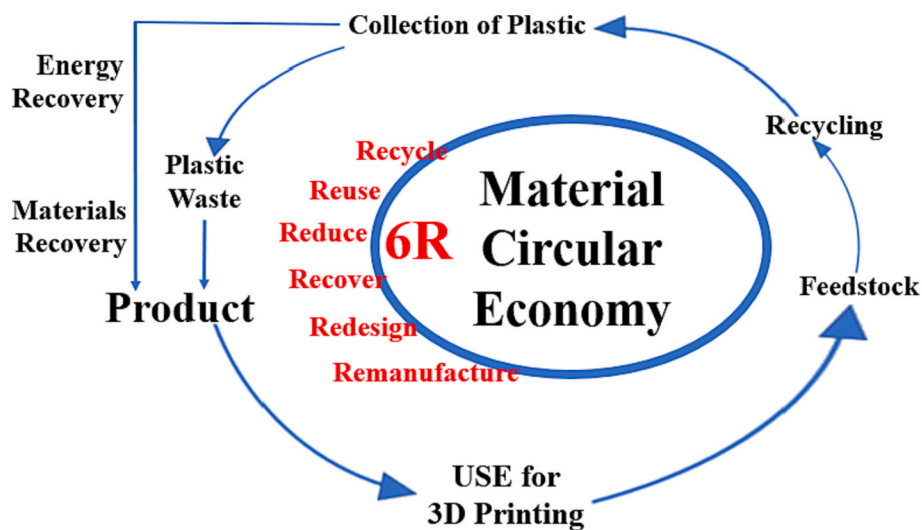 Collection of Plastic
Energy
Recovery
Materials
Recovery
Plastic
Waste
Product
Recycle
Reuse
Reduce
Recover
Redesign
Remanufacture
6R
Material
Circular
Economy
Recycling
Feedstock
USE for
3D Printing